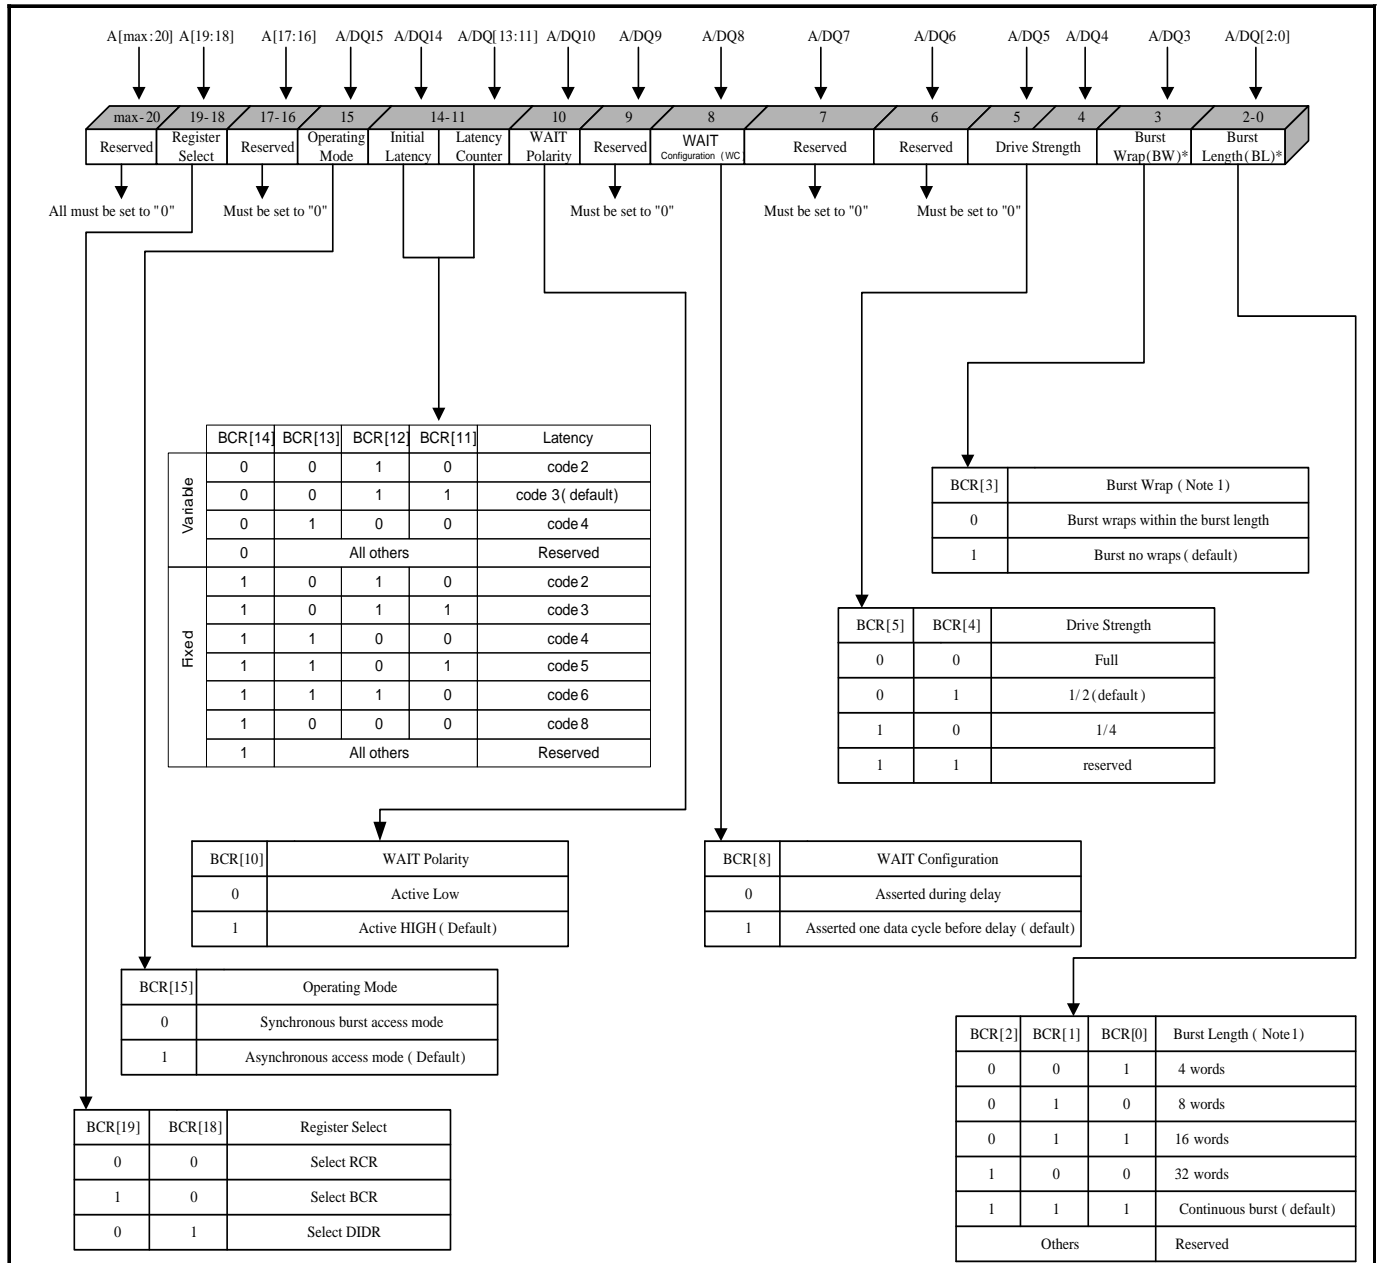 A[max:20] A[19:18] A[17:16] A/DQ15 A/DQ14 A/DQ[13:11] A/DQ10 A/DQ9 A/DQ8 A/DQ7 A/DQ6 A/DQ5 A/DQ4 A/DQ3 A/DQ[2:0]
max-20 19-18 17-16 15 14-11 10 9 8 7 6 5 4 3 2-0
Reserved Register Select Reserved Operating Mode Initial Latency Latency Counter WAIT Polarity Reserved WAIT Configuration (WC Reserved Reserved Drive Strength Burst Wrap(BW)* Burst Length(BL)*
All must be set to "0" Must be set to "0" Must be set to "0" Must be set to "0" Must be set to "0"
BCR[14] BCR[13] BCR[12] BCR[11] Latency
Variable
0 0 1 0 code 2
0 0 1 1 code 3( default)
0 1 0 0 code 4
0 All others Reserved
Fixed
1 0 1 0 code 2
1 0 1 1 code 3
1 1 0 0 code 4
1 1 0 1 code 5
1 1 1 0 code 6
1 0 0 0 code 8
1 All others Reserved
BCR[3] Burst Wrap ( Note 1)
0 Burst wraps within the burst length
1 Burst no wraps ( default)
BCR[5] BCR[4] Drive Strength
0 0 Full
0 1 1/2 (default )
1 0 1/4
1 1 reserved
BCR[10] WAIT Polarity
0 Active Low
1 Active HIGH ( Default)
BCR[8] WAIT Configuration
0 Asserted during delay
1 Asserted one data cycle before delay ( default)
BCR[15] Operating Mode
0 Synchronous burst access mode
1 Asynchronous access mode ( Default)
BCR[2] BCR[1] BCR[0] Burst Length ( Note1)
0 0 1 4 words
0 1 0 8 words
0 1 1 16 words
1 0 0 32 words
1 1 1 Continuous burst ( default)
Others Reserved
BCR[19] BCR[18] Register Select
0 0 Select RCR
1 0 Select BCR
0 1 Select DIDR